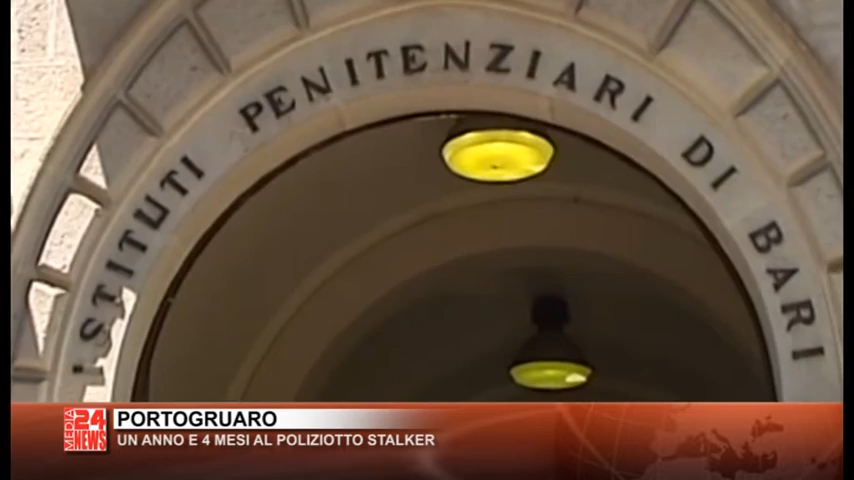 ISTITUTI PENITENZIARI DI BARI
MEDIA 24 NEWS
PORTOGRUARO
UN ANNO E 4 MESI AL POLIZIOTTO STALKER